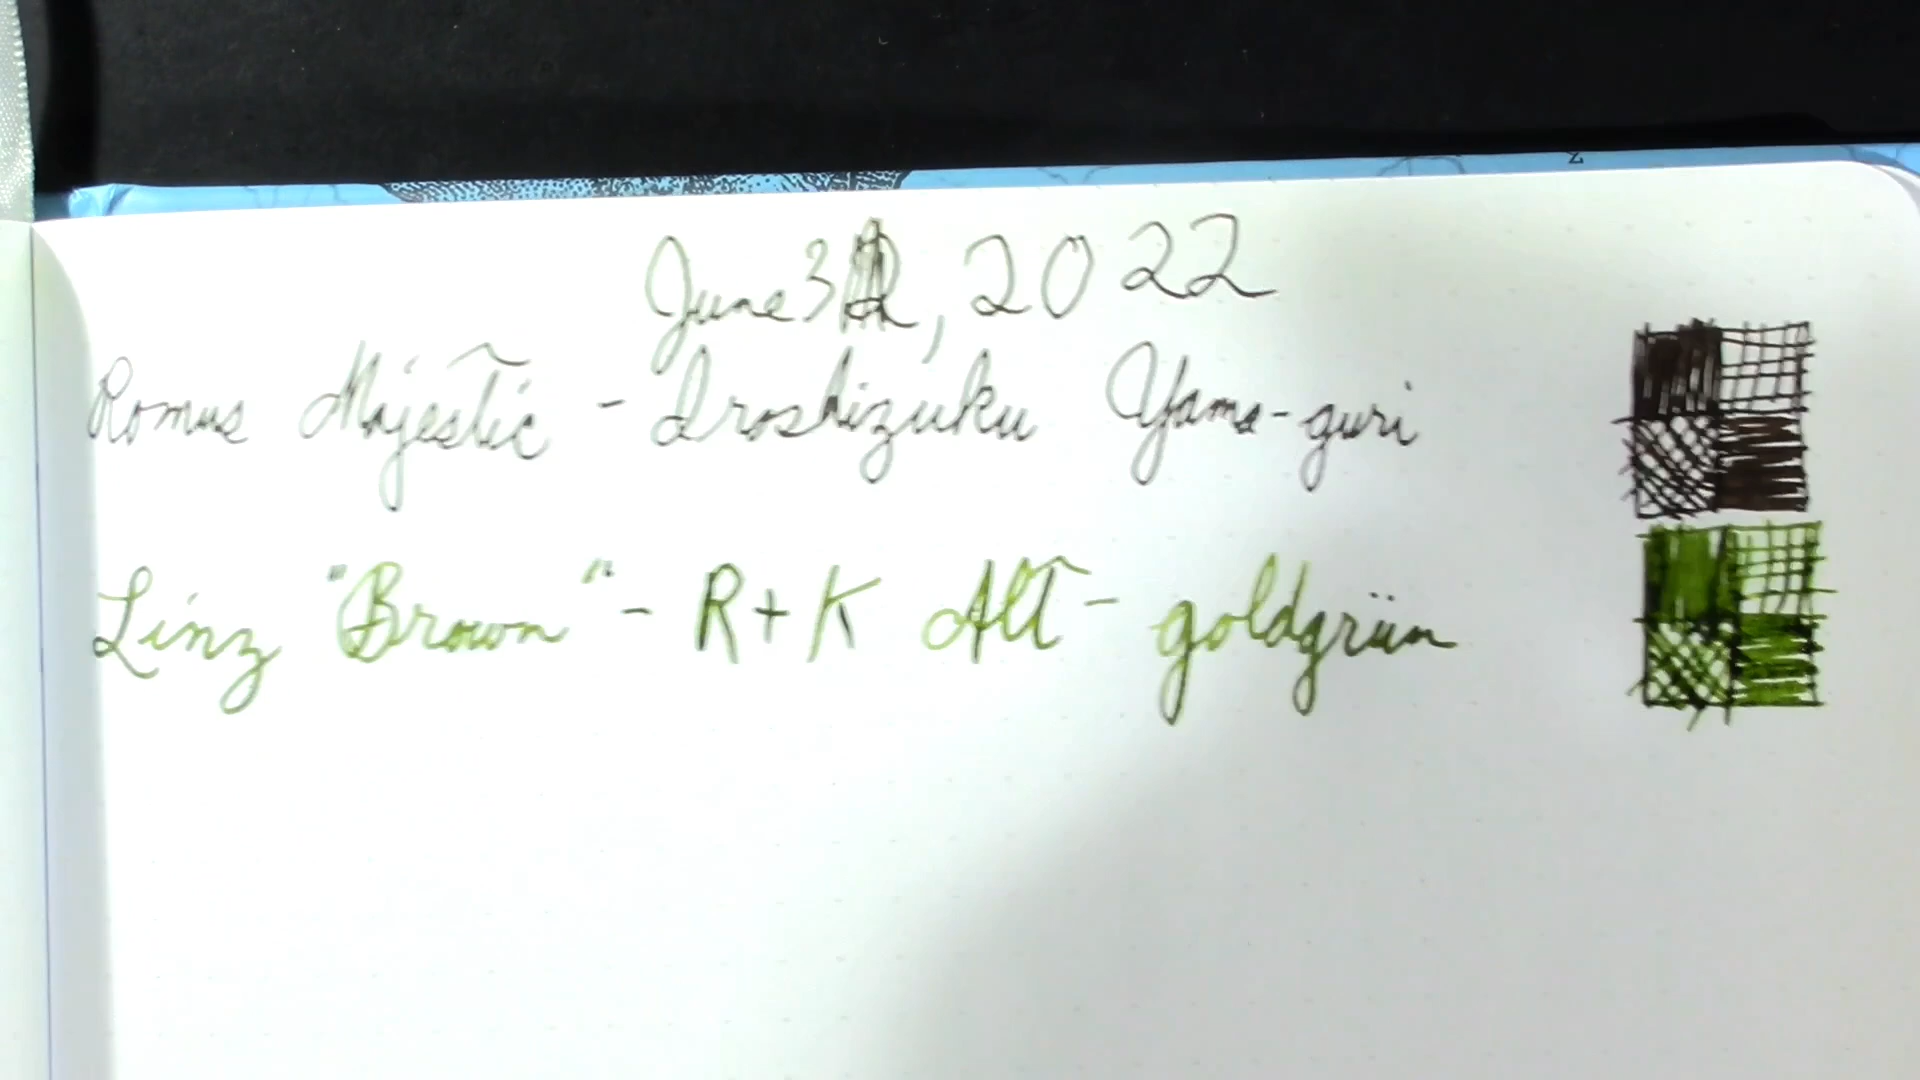 June 3, 2022
Romus Majestic - Iroshizuku Yama-guri
Linz "Brown" - R+K Alt-goldgrün